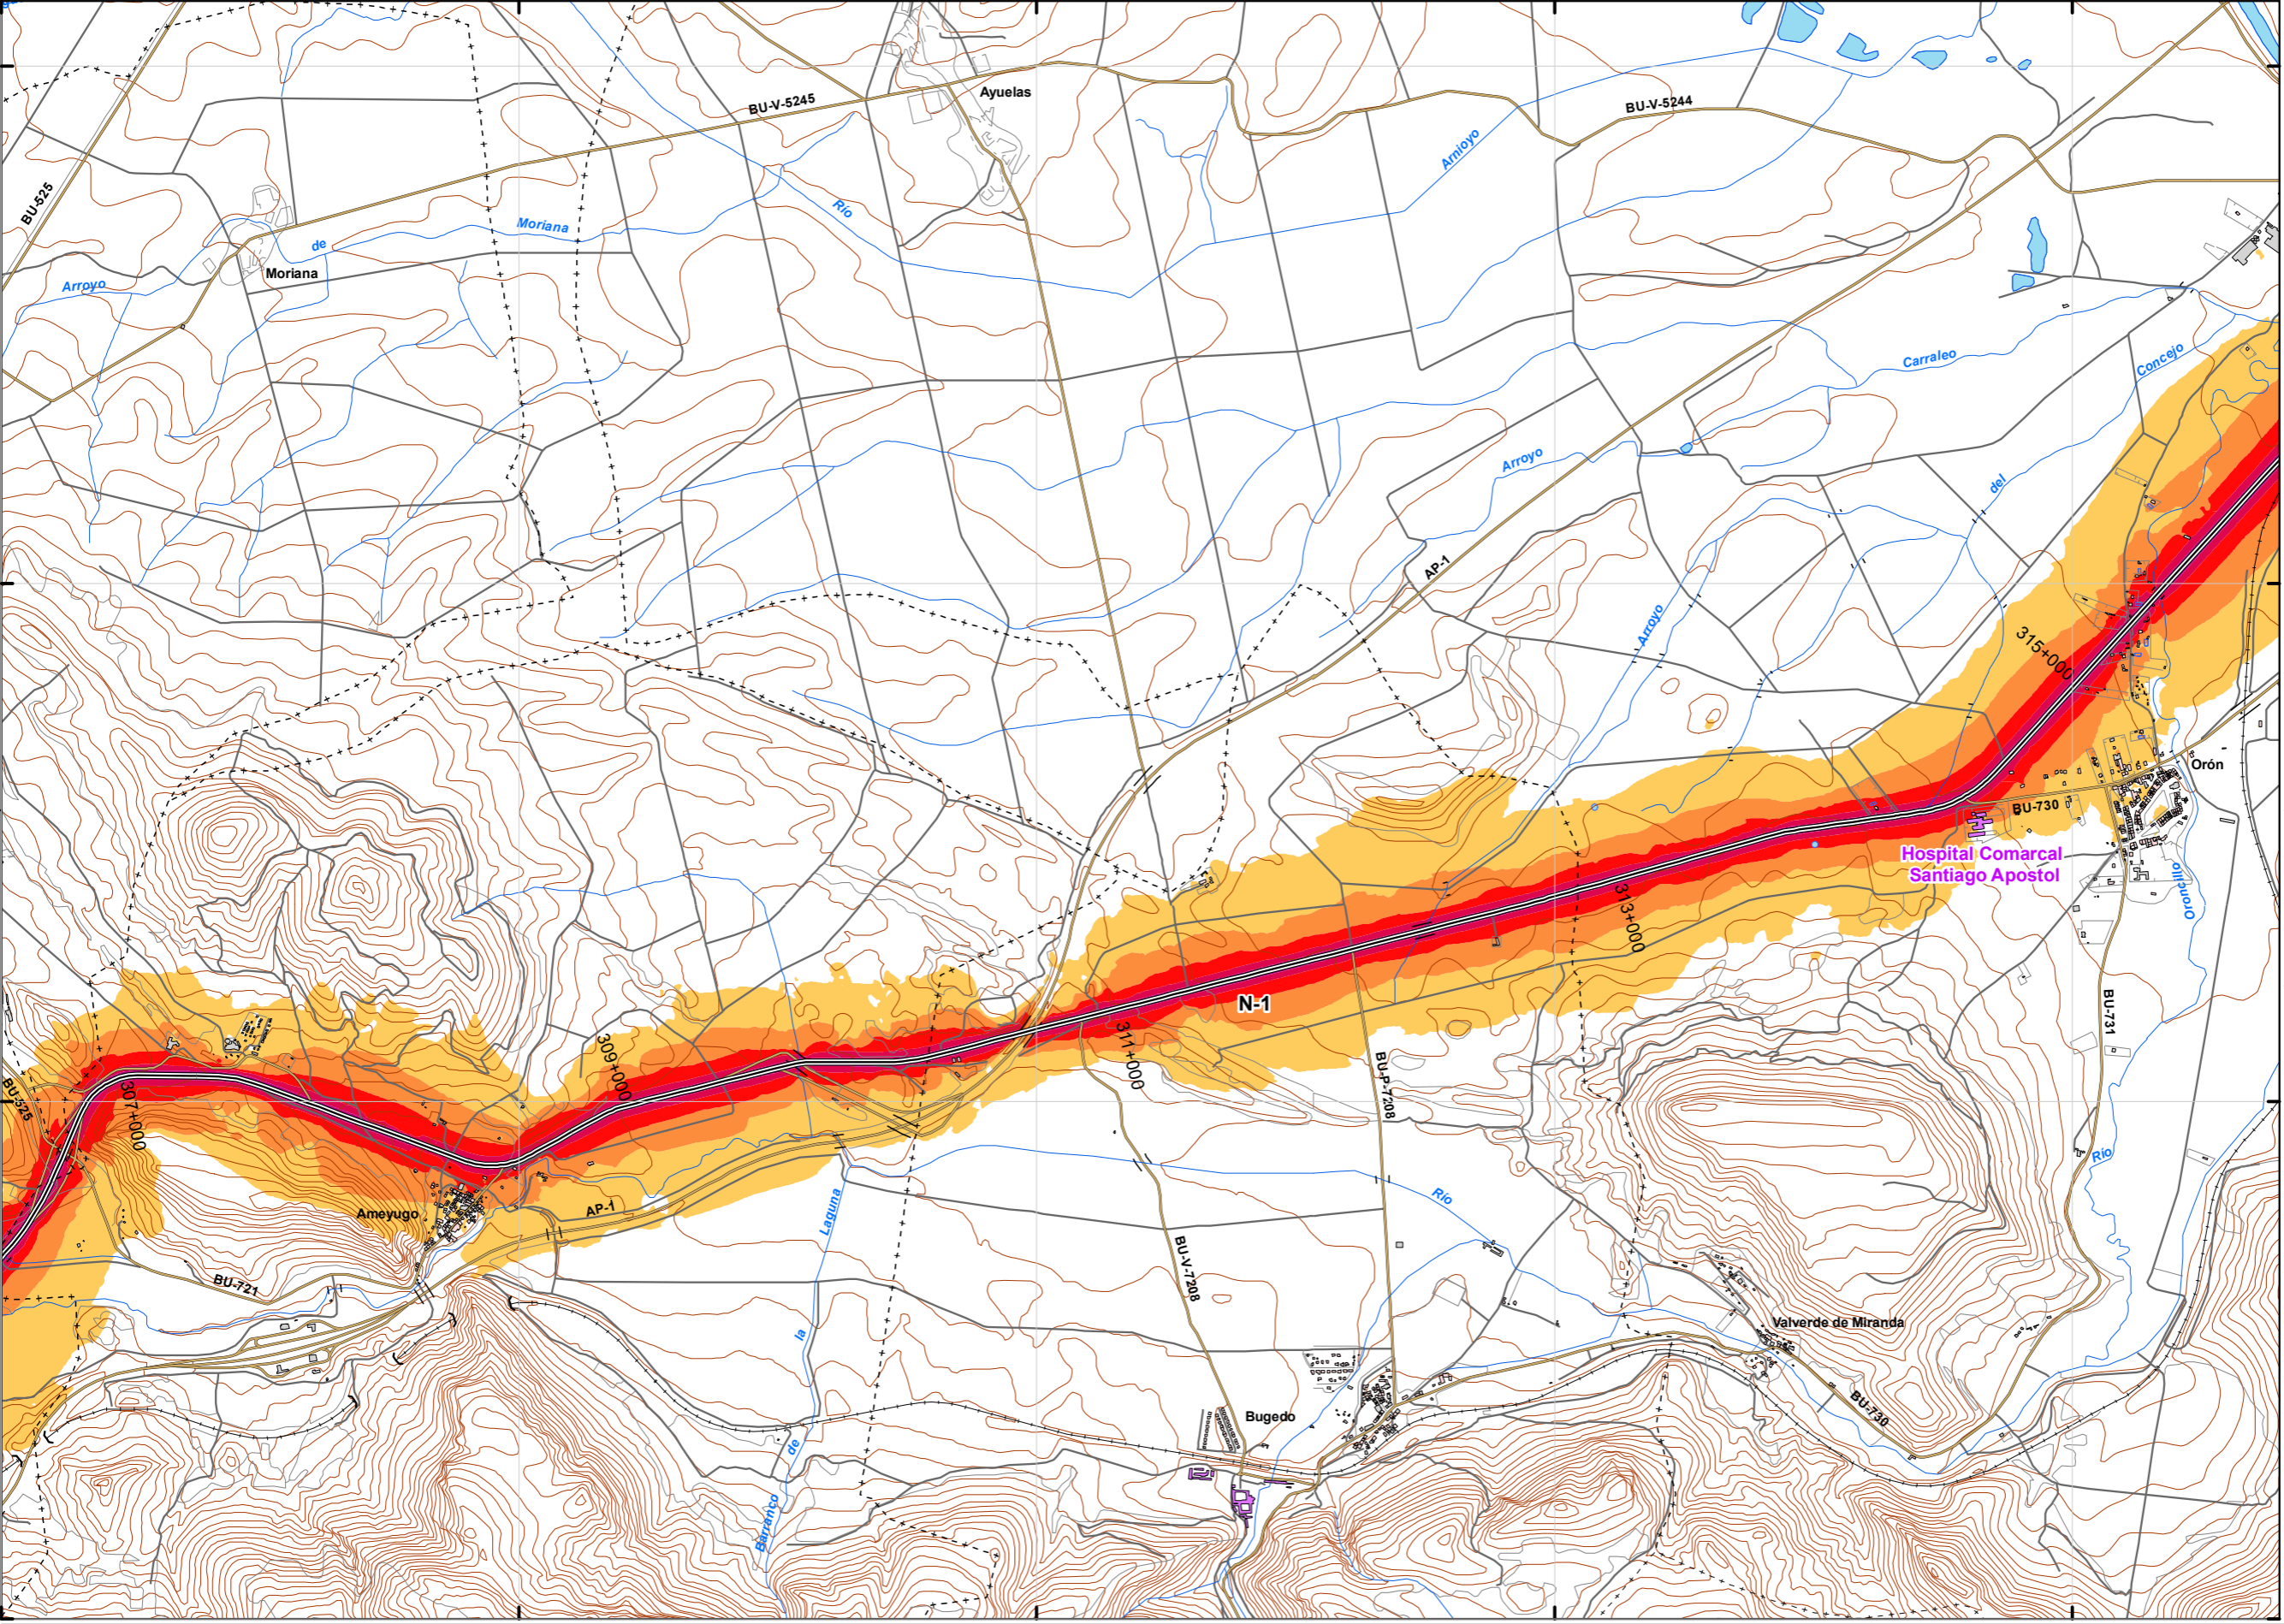 Ayuelas
BU-V-5245
BU-V-5244
Arnioyo
BU-525
Río
Moriana
de
Moriana
Arroyo
Carraleo
Concejo
Arroyo
del
AP-1
Arroyo
315+000
Orón
BU-730
Hospital Comarcal
Santiago Apostol
Oroncillo
313+000
N-1
BU-731
311+000
309+000
BU-P-7208
307+000
BU-525
Río
Río
AP-1
Ameyugo
Laguna
BU-V-7208
BU-721
la
Valverde de Miranda
BU-730
Bugedo
de
Barranco